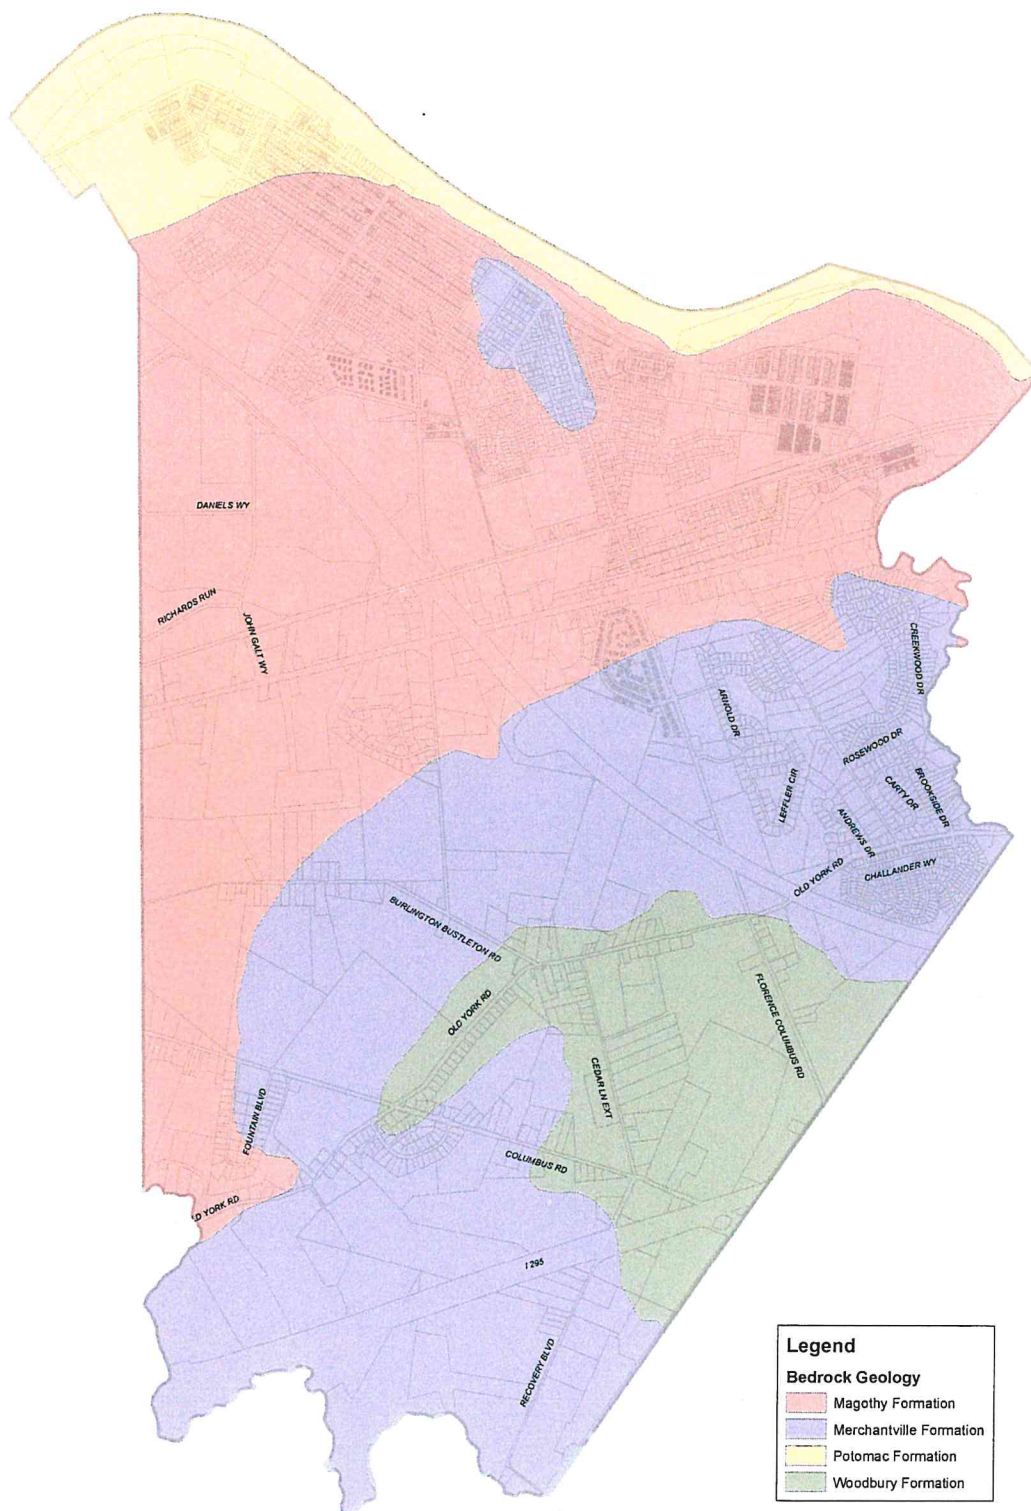 DANIELS WY
RICHARDS RUN
JOHN GALT WY
CREEKWOOD DR
ARNOLD DR
ROSEWOOD DR
BROOKSIDE DR
CARTY DR
LEFFLER CIR
ANDREWS DR
OLD YORK RD
CHALLANDER WY
BURLINGTON BUSTLETON RD
OLD YORK RD
FLORENCE COLUMBUS RD
CEDAR LN EXT
FOUNTAIN BLVD
COLUMBUS RD
LD YORK RD
I 295
RECOVERY BLVD
Legend
Bedrock Geology
Magothy Formation
Merchantville Formation
Potomac Formation
Woodbury Formation